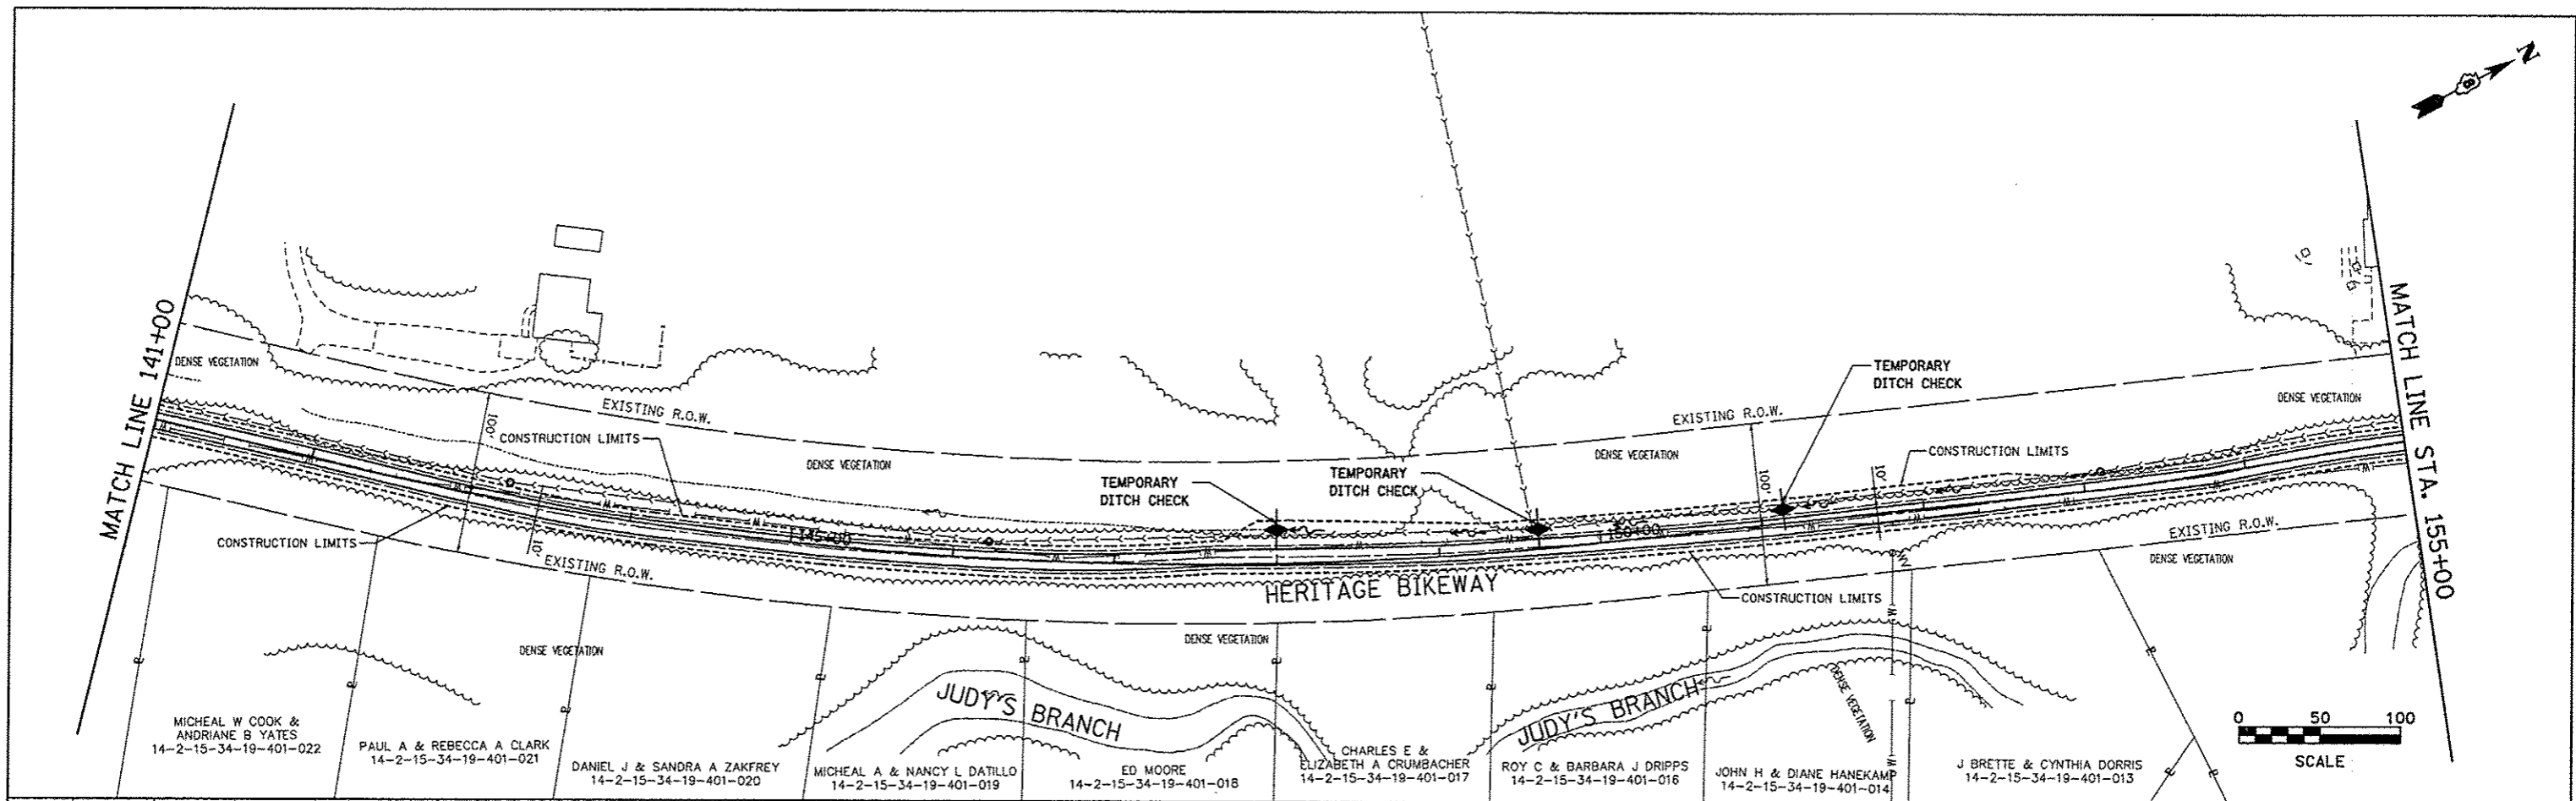 N
MATCH LINE 141+00
DENSE VEGETATION
100'
EXISTING R.O.W.
CONSTRUCTION LIMITS
DENSE VEGETATION
TEMPORARY
DITCH CHECK
TEMPORARY
DITCH CHECK
DENSE VEGETATION
EXISTING R.O.W.
TEMPORARY
DITCH CHECK
100'
10'
CONSTRUCTION LIMITS
DENSE VEGETATION
MATCH LINE STA. 155+00
CONSTRUCTION LIMITS
10'
EXISTING R.O.W.
145+00
150+00
HERITAGE BIKEWAY
CONSTRUCTION LIMITS
EXISTING R.O.W.
DENSE VEGETATION
DENSE VEGETATION
DENSE VEGETATION
DENSE VEGETATION
JUDY'S BRANCH
JUDY'S BRANCH
MICHEAL W COOK &
ANDRIANE B YATES
14-2-15-34-19-401-022
PAUL A & REBECCA A CLARK
14-2-15-34-19-401-021
DANIEL J & SANDRA A ZAKFREY
14-2-15-34-19-401-020
MICHEAL A & NANCY L DATILLO
14-2-15-34-19-401-019
ED MOORE
14-2-15-34-19-401-018
CHARLES E &
ELIZABETH A CRUMBACHER
14-2-15-34-19-401-017
ROY C & BARBARA J DRIPPS
14-2-15-34-19-401-016
JOHN H & DIANE HANEKAMP
14-2-15-34-19-401-014
J BRETTE & CYNTHIA DORRIS
14-2-15-34-19-401-013
0 50 100
SCALE